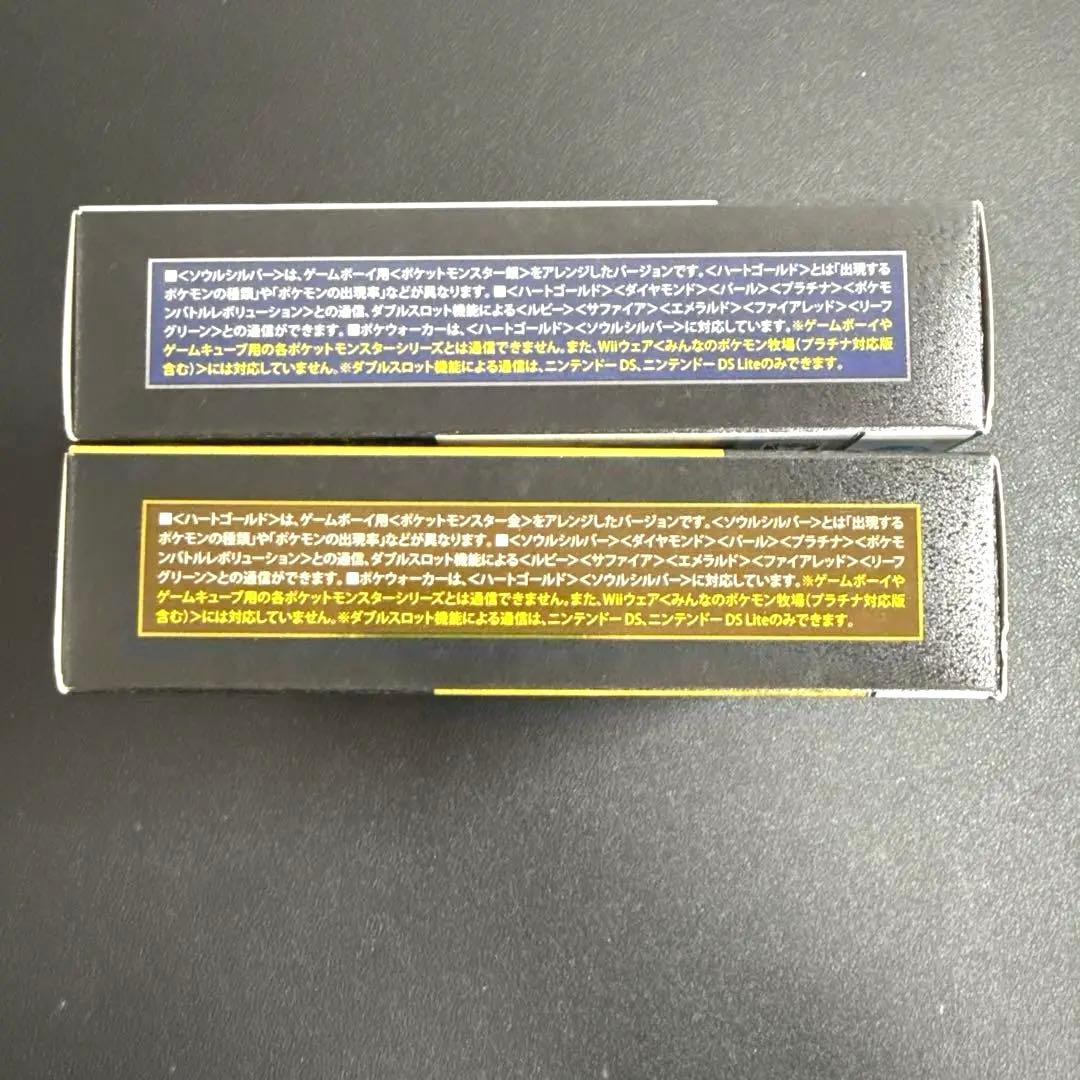 ■<ソウルシルバー>は、ゲームボーイ用<ポケットモンスター銀>をアレンジしたバージョンです。<ハートゴールド>とは「出現する
ポケモンの種類」や「ポケモンの出現率」などが異なります。■<ハートゴールド><ダイヤモンド><パール><プラチナ><ポケモ
ンバトルレボリューション>との通信、ダブルスロット機能による<ルビー><サファイア><エメラルド><ファイアレッド><リーフ
グリーン>との通信ができます。■ポケウォーカーは、<ハートゴールド><ソウルシルバー>に対応しています。※ゲームボーイや
ゲームキューブ用の各ポケットモンスターシリーズとは通信できません。また、Wiiウェア<みんなのポケモン牧場(プラチナ対応版
含む)>には対応していません。※ダブルスロット機能による通信は、ニンテンドーDS、ニンテンドーDS Liteのみできます。
■<ハートゴールド>は、ゲームボーイ用<ポケットモンスター金>をアレンジしたバージョンです。<ソウルシルバー>とは「出現する
ポケモンの種類」や「ポケモンの出現率」などが異なります。■<ソウルシルバー><ダイヤモンド><パール><プラチナ><ポケモ
ンバトルレボリューション>との通信、ダブルスロット機能による<ルビー><サファイア><エメラルド><ファイアレッド><リーフ
グリーン>との通信ができます。■ポケウォーカーは、<ハートゴールド><ソウルシルバー>に対応しています。※ゲームボーイや
ゲームキューブ用の各ポケットモンスターシリーズとは通信できません。また、Wiiウェア<みんなのポケモン牧場(プラチナ対応版
含む)>には対応していません。※ダブルスロット機能による通信は、ニンテンドーDS、ニンテンドーDS Liteのみできます。